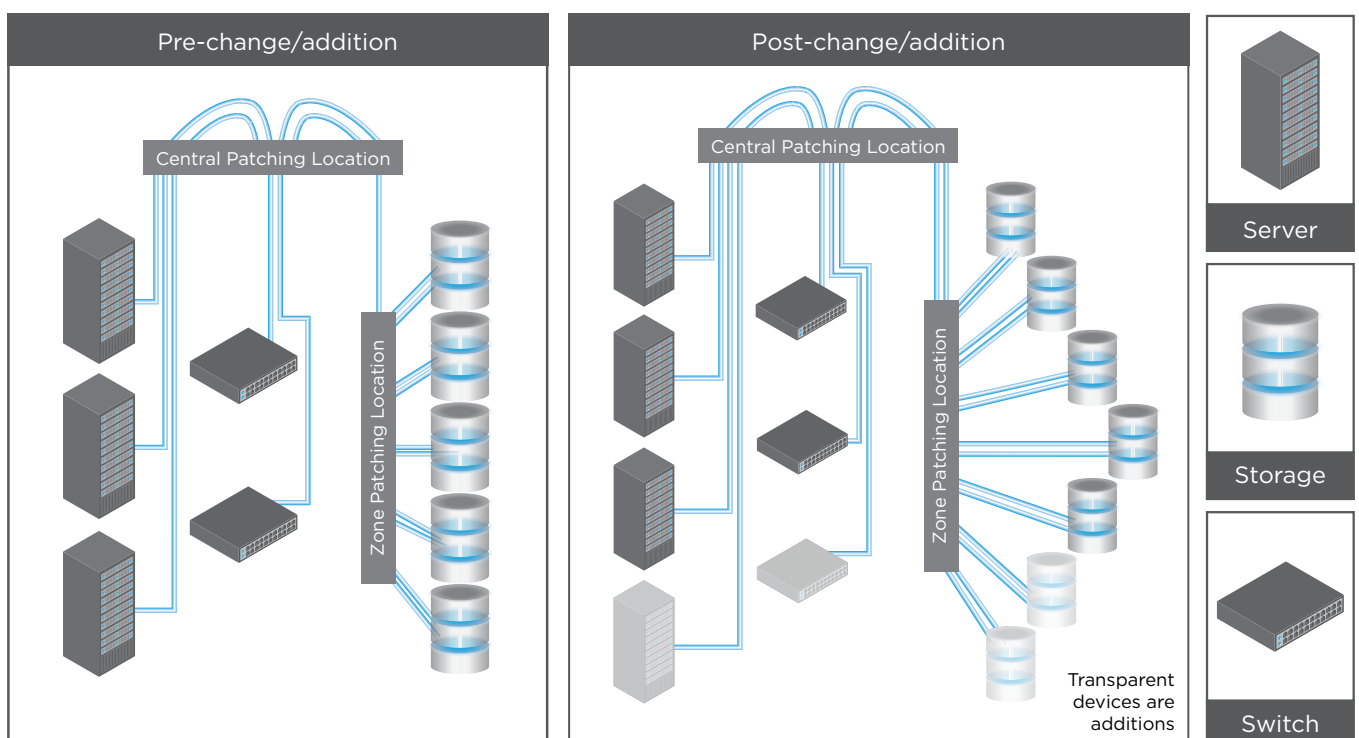 Pre-change/addition
Central Patching Location
Zone Patching Location
Post-change/addition
Central Patching Location
Zone Patching Location
Transparent
devices are
additions
Server
Storage
Switch